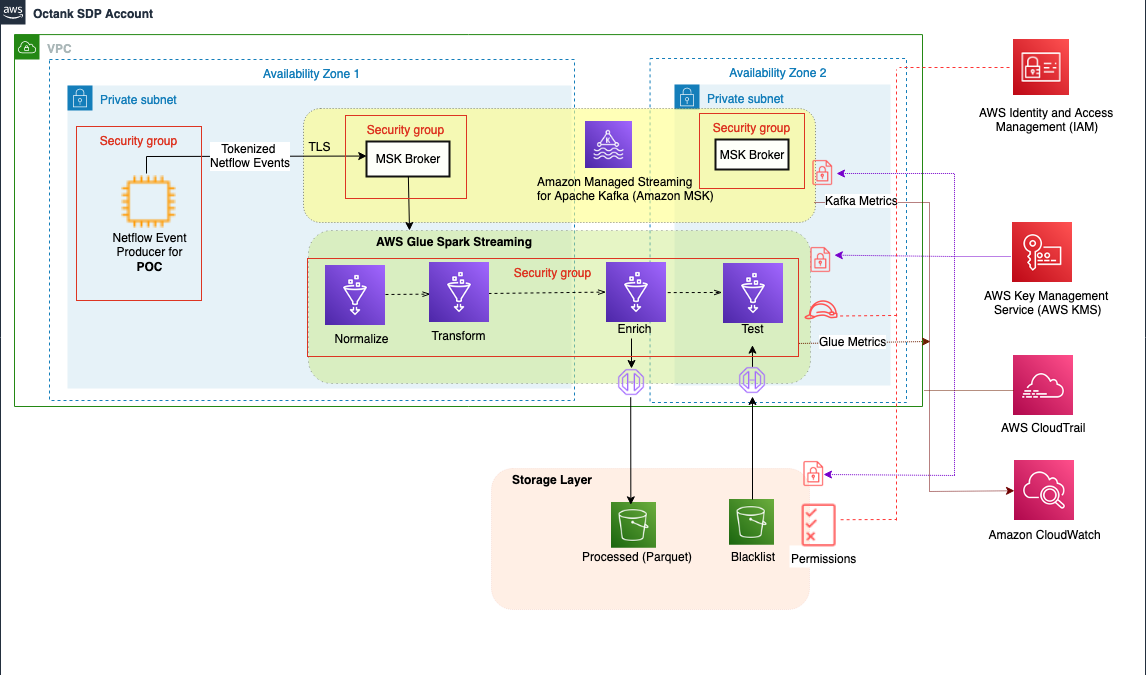 aws
Octank SDP Account
VPC
Availability Zone 1
Availability Zone 2
Private subnet
Private subnet
Security group
Security group
Security group
Tokenized
Netflow Events
TLS
MSK Broker
MSK Broker
Amazon Managed Streaming
for Apache Kafka (Amazon MSK)
Netflow Event
Producer for
POC
Kafka Metrics
AWS Glue Spark Streaming
Security group
Normalize
Transform
Enrich
Test
Glue Metrics
Storage Layer
Processed (Parquet)
Blacklist
Permissions
AWS Identity and Access
Management (IAM)
AWS Key Management
Service (AWS KMS)
AWS CloudTrail
Amazon CloudWatch